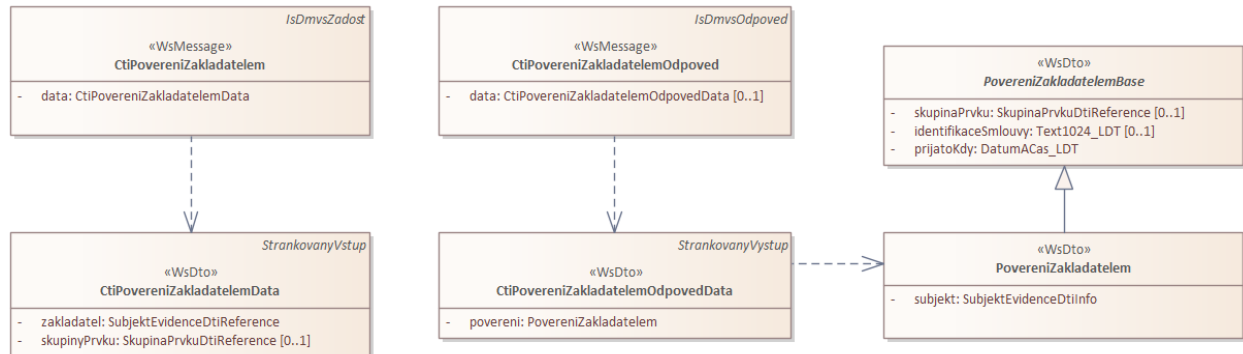 IsDmvsZadost
«WsMessage»
CtiPovereniZakladatelem
- data: CtiPovereniZakladatelemData
IsDmvsOdpoved
«WsMessage»
CtiPovereniZakladatelemOdpoved
- data: CtiPovereniZakladatelemOdpovedData [0..1]
«WsDto»
PovereniZakladatelemBase
- skupinaPrvku: SkupinaPrvkuDtiReference [0..1]
- identifikaceSmlouvy: Text1024_LDT [0..1]
- prijatoKdy: DatumACas_LDT
StrankovanyVstup
«WsDto»
CtiPovereniZakladatelemData
- zakladatel: SubjektEvidenceDtiReference
- skupinyPrvku: SkupinaPrvkuDtiReference [0..1]
StrankovanyVystup
«WsDto»
CtiPovereniZakladatelemOdpovedData
- povereni: PovereniZakladatelem
«WsDto»
PovereniZakladatelem
- subjekt: SubjektEvidenceDtiInfo